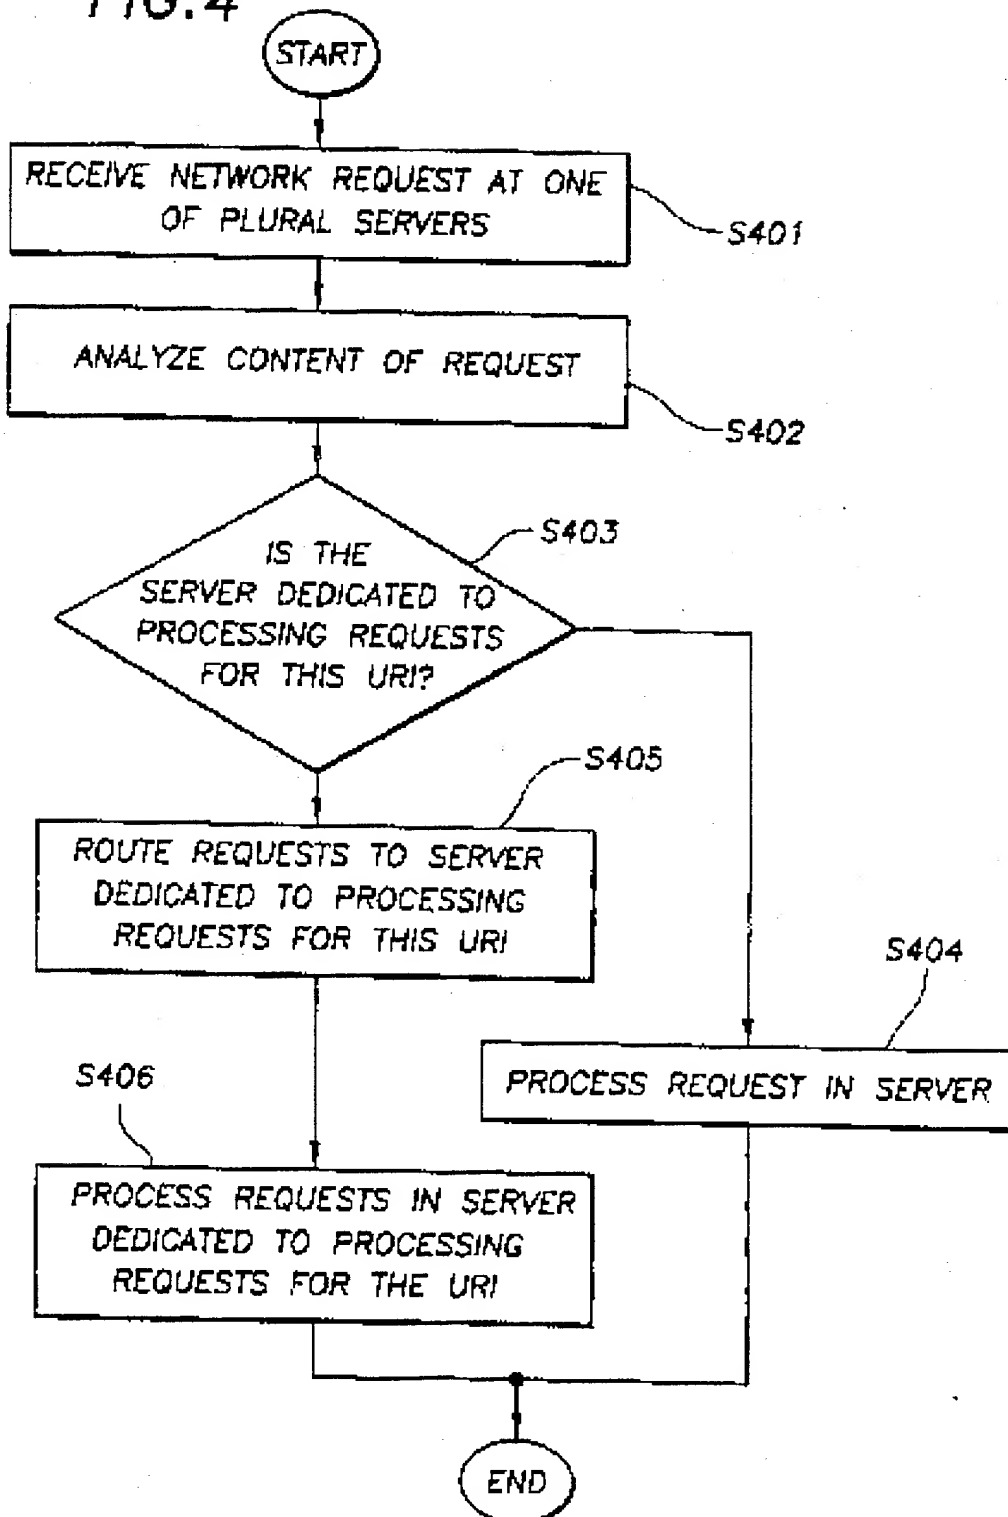 FIG.4
START
RECEIVE NETWORK REQUEST AT ONE
OF PLURAL SERVERS
S401
ANALYZE CONTENT OF REQUEST
S402
S403
IS THE
SERVER DEDICATED TO
PROCESSING REQUESTS
FOR THIS URI?
S405
ROUTE REQUESTS TO SERVER
DEDICATED TO PROCESSING
REQUESTS FOR THIS URI
S404
PROCESS REQUEST IN SERVER
S406
PROCESS REQUESTS IN SERVER
DEDICATED TO PROCESSING
REQUESTS FOR THE URI
END